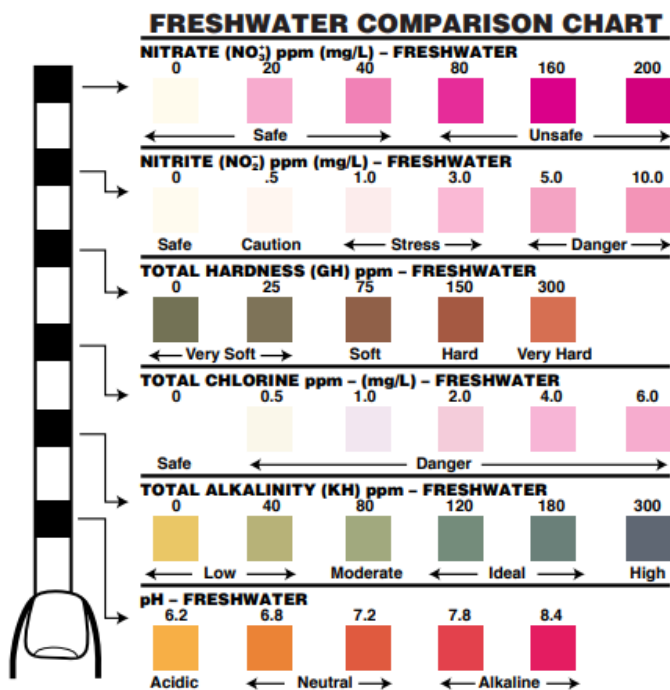 FRESHWATER COMPARISON CHART
NITRATE (NO₃⁻) ppm (mg/L) – FRESHWATER
0 20 40 80 160 200
Safe Unsafe
NITRITE (NO₂⁻) ppm (mg/L) – FRESHWATER
0 .5 1.0 3.0 5.0 10.0
Safe Caution Stress Danger
TOTAL HARDNESS (GH) ppm – FRESHWATER
0 25 75 150 300
Very Soft Soft Hard Very Hard
TOTAL CHLORINE ppm – (mg/L) – FRESHWATER
0 0.5 1.0 2.0 4.0 6.0
Safe Danger
TOTAL ALKALINITY (KH) ppm – FRESHWATER
0 40 80 120 180 300
Low Moderate Ideal High
pH – FRESHWATER
6.2 6.8 7.2 7.8 8.4
Acidic Neutral Alkaline